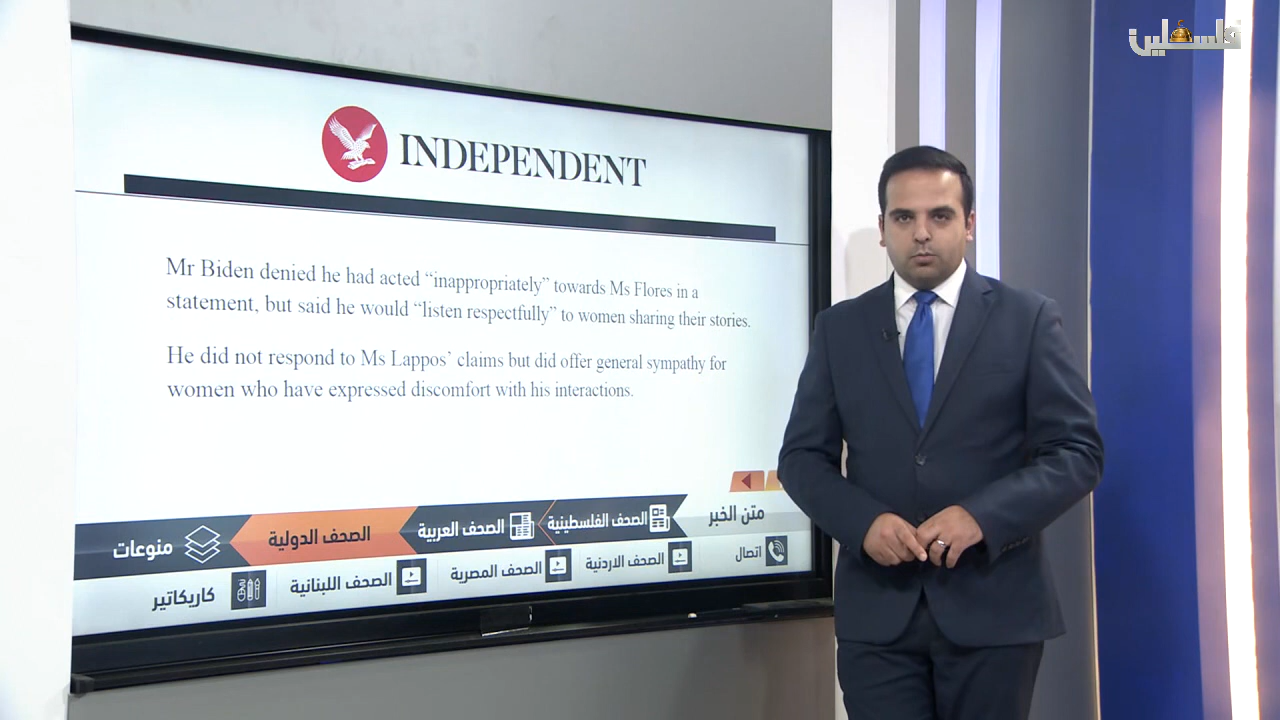 فلسطين
INDEPENDENT
Mr Biden denied he had acted “inappropriately” towards Ms Flores in a
statement, but said he would “listen respectfully” to women sharing their stories.
He did not respond to Ms Lappos’ claims but did offer general sympathy for
women who have expressed discomfort with his interactions.
متن الخبر
الصحف الفلسطينية
الصحف العربية
الصحف الدولية
منوعات
اتصال
الصحف الاردنية
الصحف المصرية
الصحف اللبنانية
كاريكاتير